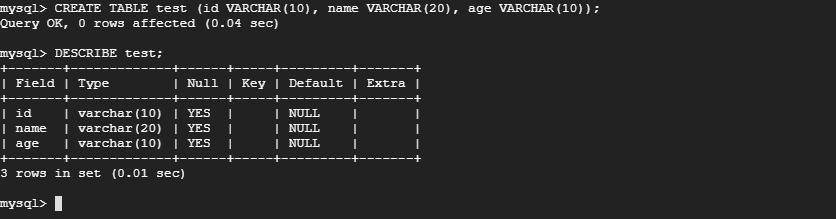 mysql> CREATE TABLE test (id VARCHAR(10), name VARCHAR(20), age VARCHAR(10));
Query OK, 0 rows affected (0.04 sec)
mysql> DESCRIBE test;
+-------+-------------+------+-----+---------+-------+
| Field | Type        | Null | Key | Default | Extra |
+-------+-------------+------+-----+---------+-------+
| id    | varchar(10) | YES  |     | NULL    |       |
| name  | varchar(20) | YES  |     | NULL    |       |
| age   | varchar(10) | YES  |     | NULL    |       |
+-------+-------------+------+-----+---------+-------+
3 rows in set (0.01 sec)
mysql>